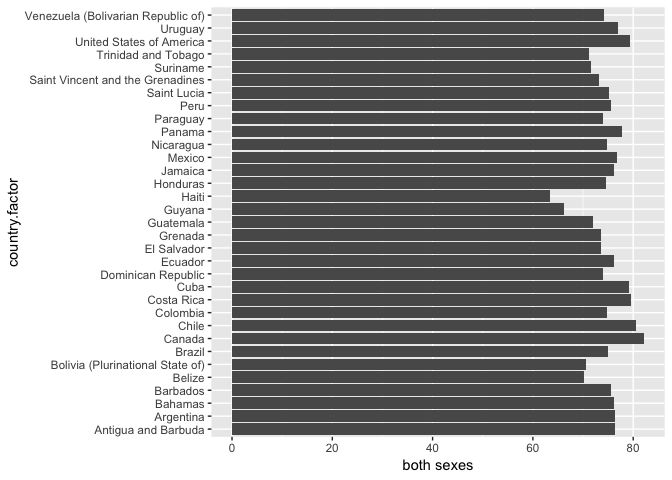 Venezuela (Bolivarian Republic of)
Uruguay
United States of America
Trinidad and Tobago
Suriname
Saint Vincent and the Grenadines
Saint Lucia
Peru
Paraguay
Panama
Nicaragua
Mexico
Jamaica
Honduras
Haiti
Guyana
Guatemala
Grenada
El Salvador
Ecuador
Dominican Republic
Cuba
Costa Rica
Colombia
Chile
Canada
Brazil
Bolivia (Plurinational State of)
Belize
Barbados
Bahamas
Argentina
Antigua and Barbuda
country.factor
0 20 40 60 80
both sexes